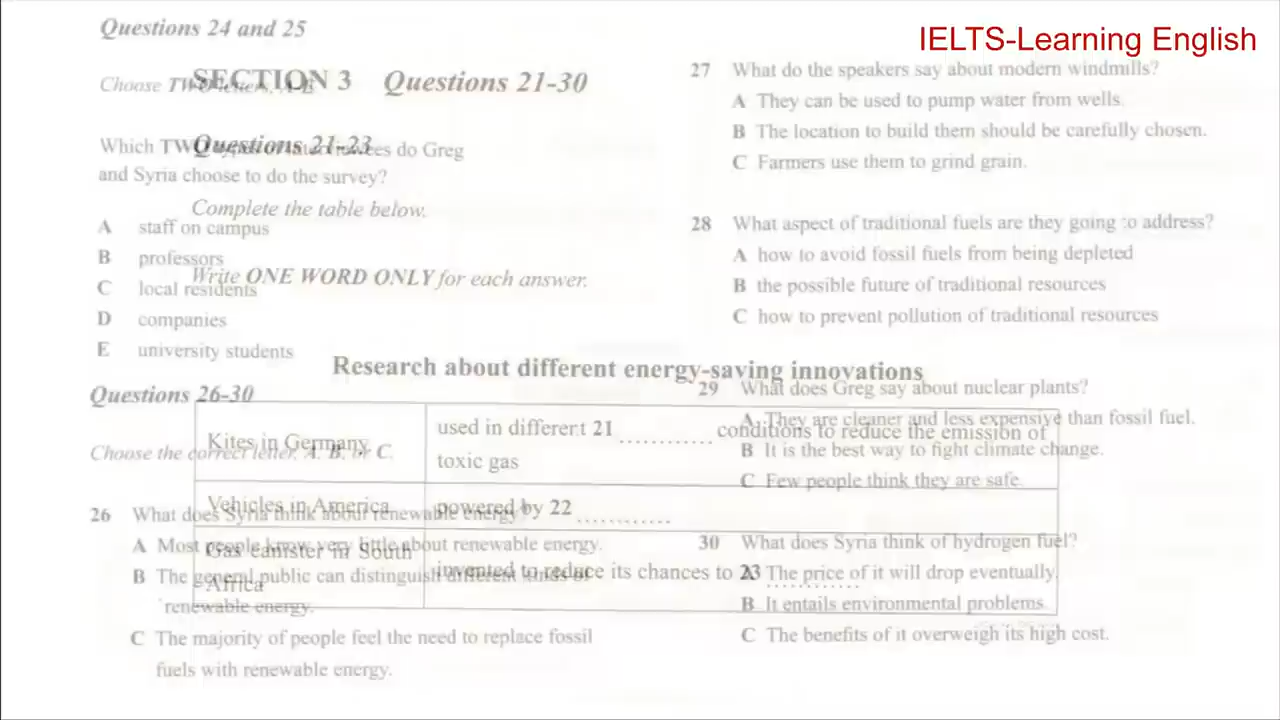 IELTS-Learning English
SECTION 3 Questions 21-30
Questions 21-23
Complete the table below.
Write ONE WORD ONLY for each answer.
Research about different energy-saving innovations
Kites in Germany
used in different 21 ............ conditions to reduce the emission of
toxic gas
Vehicles in America
powered by 22 ............
Gas canister in South
Africa
invented to reduce its chances to 23 ............
Questions 24 and 25
Choose TWO letters, A-E
Which TWO types of do Greg
and Syria choose to do the survey?
A staff on campus
B professors
C local residents
D companies
E university students
Questions 26-30
Choose the correct letter, A, B, or C.
26 What does Syria think about renewable energy?
A Most people know very little about renewable energy.
B The general public can distinguish different kinds of
renewable energy.
C The majority of people feel the need to replace fossil
fuels with renewable energy.
27 What do the speakers say about modern windmills?
A They can be used to pump water from wells.
B The location to build them should be carefully chosen.
C Farmers use them to grind grain.
28 What aspect of traditional fuels are they going to address?
A how to avoid fossil fuels from being depleted
B the possible future of traditional resources
C how to prevent pollution of traditional resources
29 What does Greg say about nuclear plants?
A They are cleaner and less expensive than fossil fuel.
B It is the best way to fight climate change.
C Few people think they are safe.
30 What does Syria think of hydrogen fuel?
A The price of it will drop eventually.
B It entails environmental problems.
C The benefits of it overweigh its high cost.